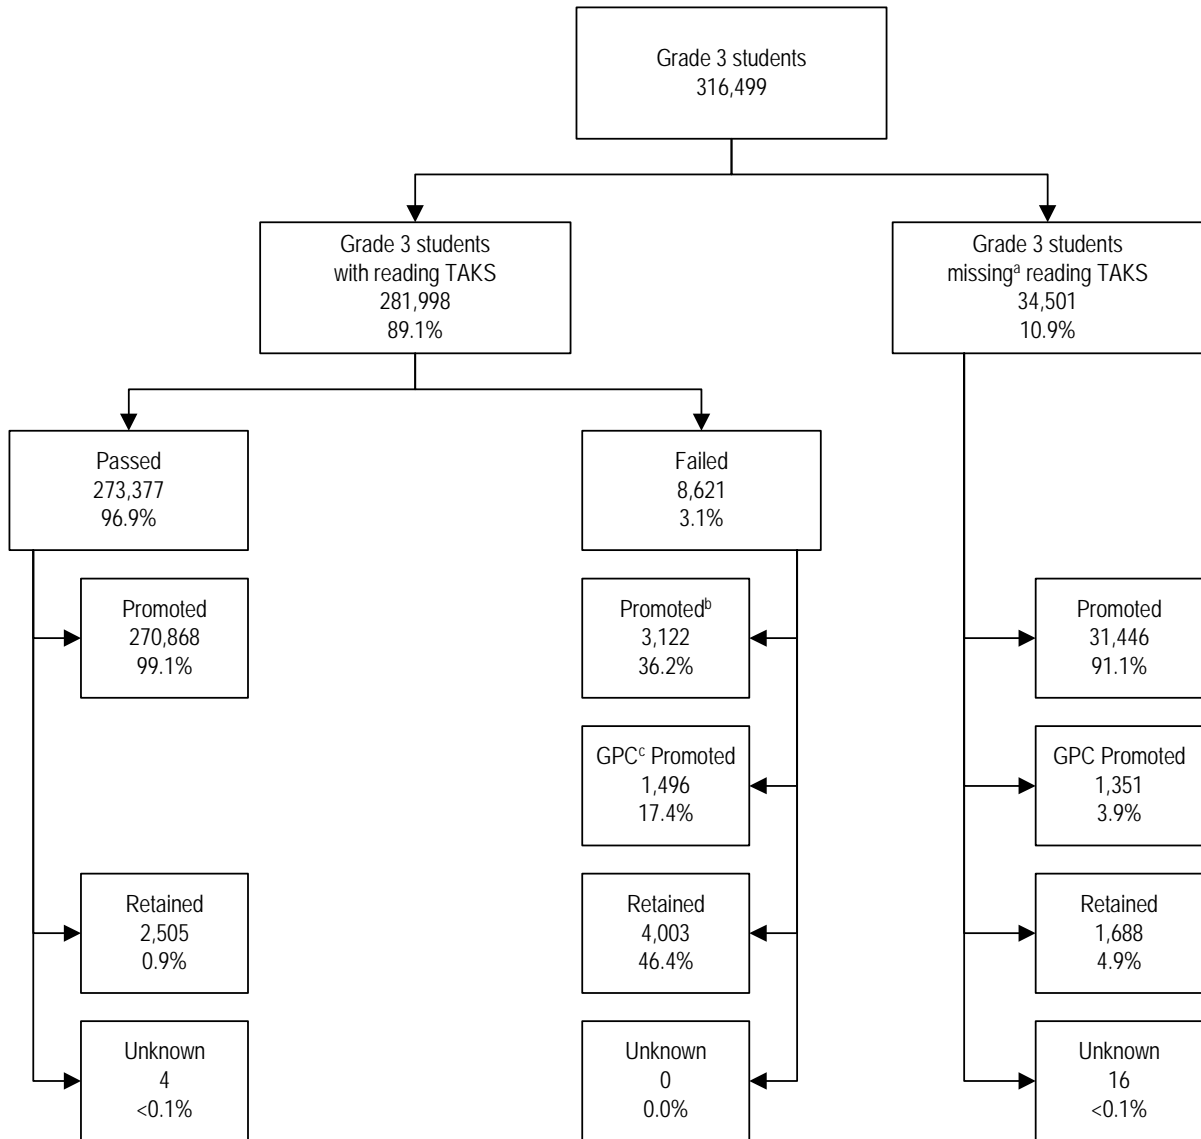 Grade 3 students
316,499
Grade 3 students
with reading TAKS
281,998
89.1%
Grade 3 students
missingᵃ reading TAKS
34,501
10.9%
Passed
273,377
96.9%
Failed
8,621
3.1%
Promoted
270,868
99.1%
Promotedᵇ
3,122
36.2%
Promoted
31,446
91.1%
GPCᶜ Promoted
1,496
17.4%
GPC Promoted
1,351
3.9%
Retained
2,505
0.9%
Retained
4,003
46.4%
Retained
1,688
4.9%
Unknown
4
<0.1%
Unknown
0
0.0%
Unknown
16
<0.1%